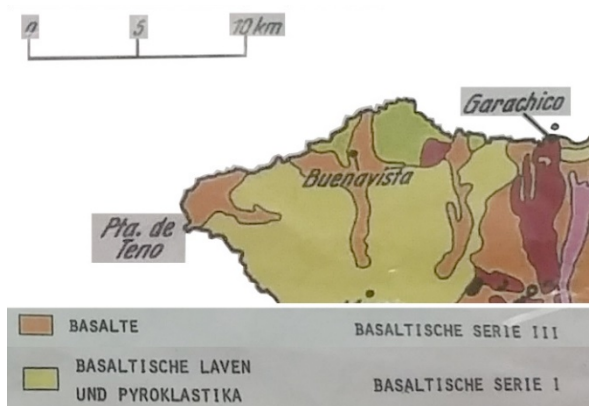 0 5 10 km
Garachico
Buenavista
Pta. de
Teno
BASALTE BASALTISCHE SERIE III
BASALTISCHE LAVEN
UND PYROKLASTIKA BASALTISCHE SERIE I